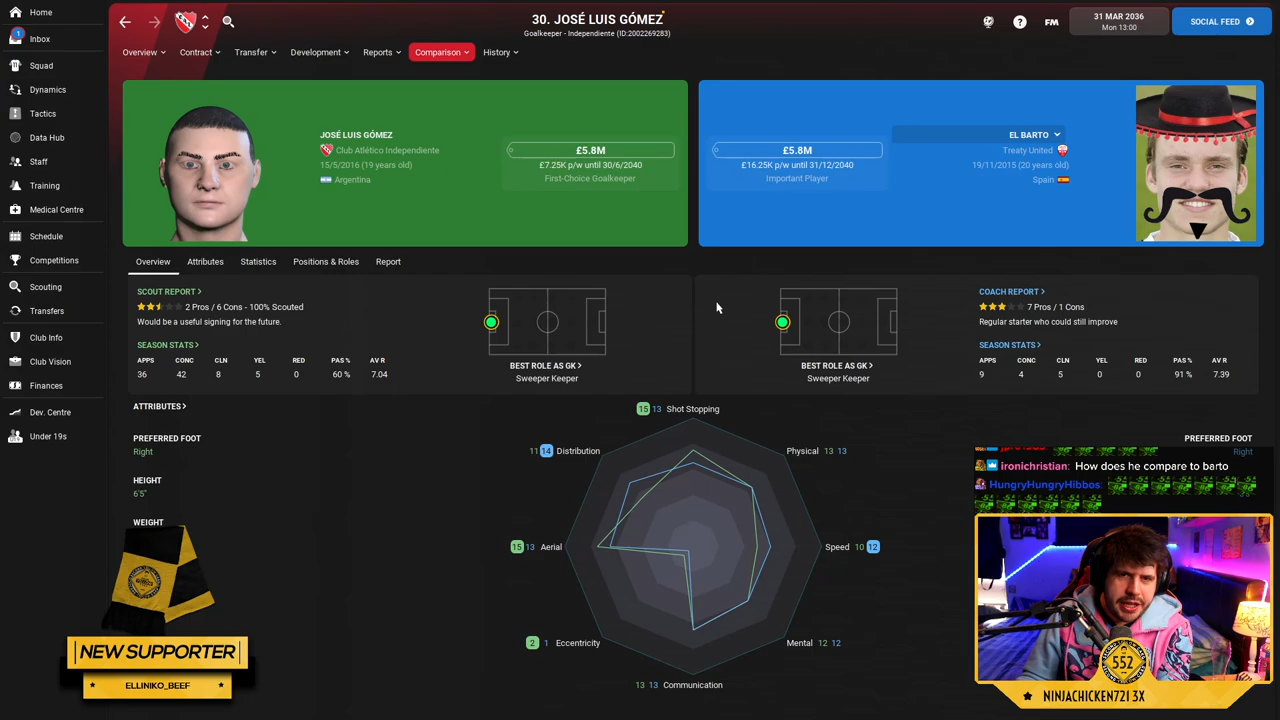 Home
1
Inbox
Squad
Dynamics
Tactics
Data Hub
Staff
Training
Medical Centre
Schedule
Competitions
Scouting
Transfers
Club Info
Club Vision
Finances
Dev. Centre
Under 19s
30. JOSÉ LUIS GÓMEZ
Goalkeeper - Independiente (ID:2002269283)
?
FM
31 MAR 2036
Mon 13:00
SOCIAL FEED
Overview
Contract
Transfer
Development
Reports
Comparison
History
JOSÉ LUIS GÓMEZ
Club Atlético Independiente
15/5/2016 (19 years old)
Argentina
£5.8M
£7.25K p/w until 30/6/2040
First-Choice Goalkeeper
£5.8M
£16.25K p/w until 31/12/2040
Important Player
EL BARTO
Treaty United
19/11/2015 (20 years old)
Spain
Overview
Attributes
Statistics
Positions & Roles
Report
SCOUT REPORT >
2 Pros / 6 Cons - 100% Scouted
Would be a useful signing for the future.
SEASON STATS >
APPS CONC CLN YEL RED PAS % AV R
36 42 8 5 0 60 % 7.04
BEST ROLE AS GK >
Sweeper Keeper
BEST ROLE AS GK >
Sweeper Keeper
COACH REPORT >
7 Pros / 1 Cons
Regular starter who could still improve
SEASON STATS >
APPS CONC CLN YEL RED PAS % AV R
9 4 5 0 0 91 % 7.39
ATTRIBUTES >
PREFERRED FOOT
Right
HEIGHT
6'5"
WEIGHT
15 13 Shot Stopping
11 14 Distribution
Physical 13 13
15 13 Aerial
Speed 10 12
2 1 Eccentricity
Mental 12 12
13 13 Communication
PREFERRED FOOT
Right
ironichristian: How does he compare to barto
HungryHungryHibbos:
NEW SUPPORTER
ELLINIKO_BEEF
552
NINJACHICKEN721 3X